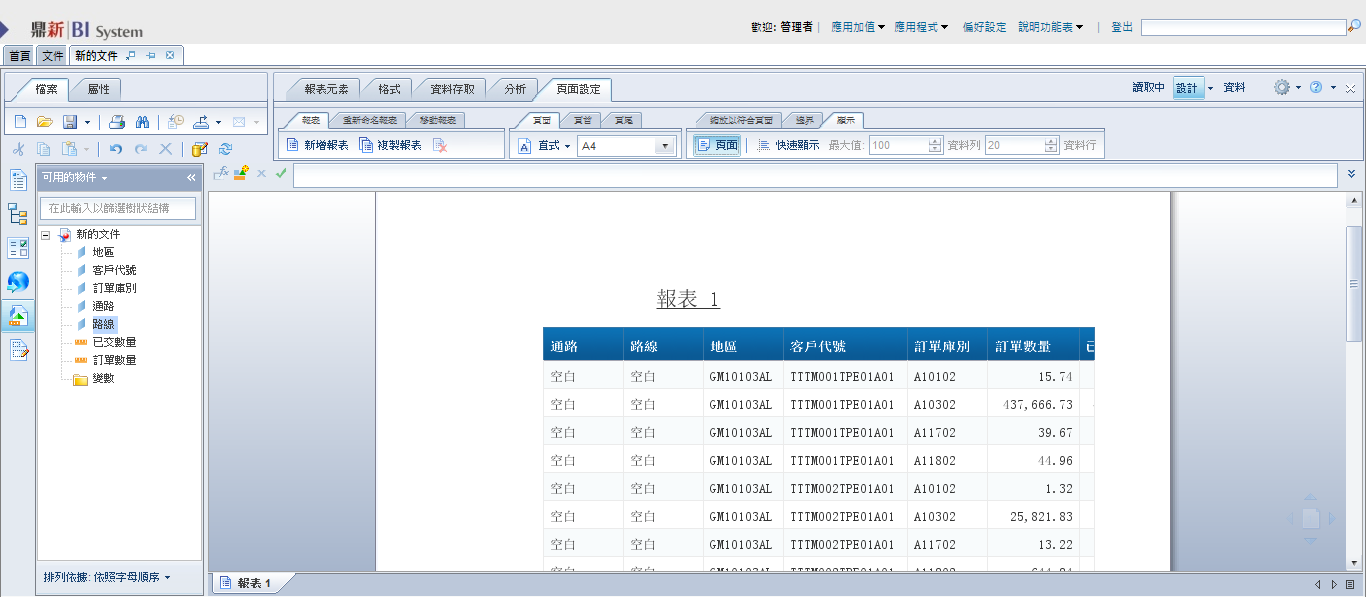 鼎新 BI System
歡迎: 管理者 | 應用加值 應用程式 偏好設定 說明功能表 | 登出
首頁 文件 新的文件
檔案 屬性 報表元素 格式 資料存取 分析 頁面設定 讀取中 設計 資料
報表 重新命名報表 移動報表 頁面 頁首 頁尾 縮放以符合頁面 邊界 顯示
新增報表 複製報表 直式 A4 頁面 快速顯示 最大值: 100 資料列 20 資料行
可用的物件
在此輸入以篩選樹狀結構
新的文件
地區
客戶代號
訂單庫別
通路
路線
已交數量
訂單數量
變數
排列依據: 依照字母順序
報表 1
通路 路線 地區 客戶代號 訂單庫別 訂單數量
空白 空白 GM10103AL TTTM001TPE01A01 A10102 15.74
空白 空白 GM10103AL TTTM001TPE01A01 A10302 437,666.73
空白 空白 GM10103AL TTTM001TPE01A01 A11702 39.67
空白 空白 GM10103AL TTTM001TPE01A01 A11802 44.96
空白 空白 GM10103AL TTTM002TPE01A01 A10102 1.32
空白 空白 GM10103AL TTTM002TPE01A01 A10302 25,821.83
空白 空白 GM10103AL TTTM002TPE01A01 A11702 13.22
報表 1